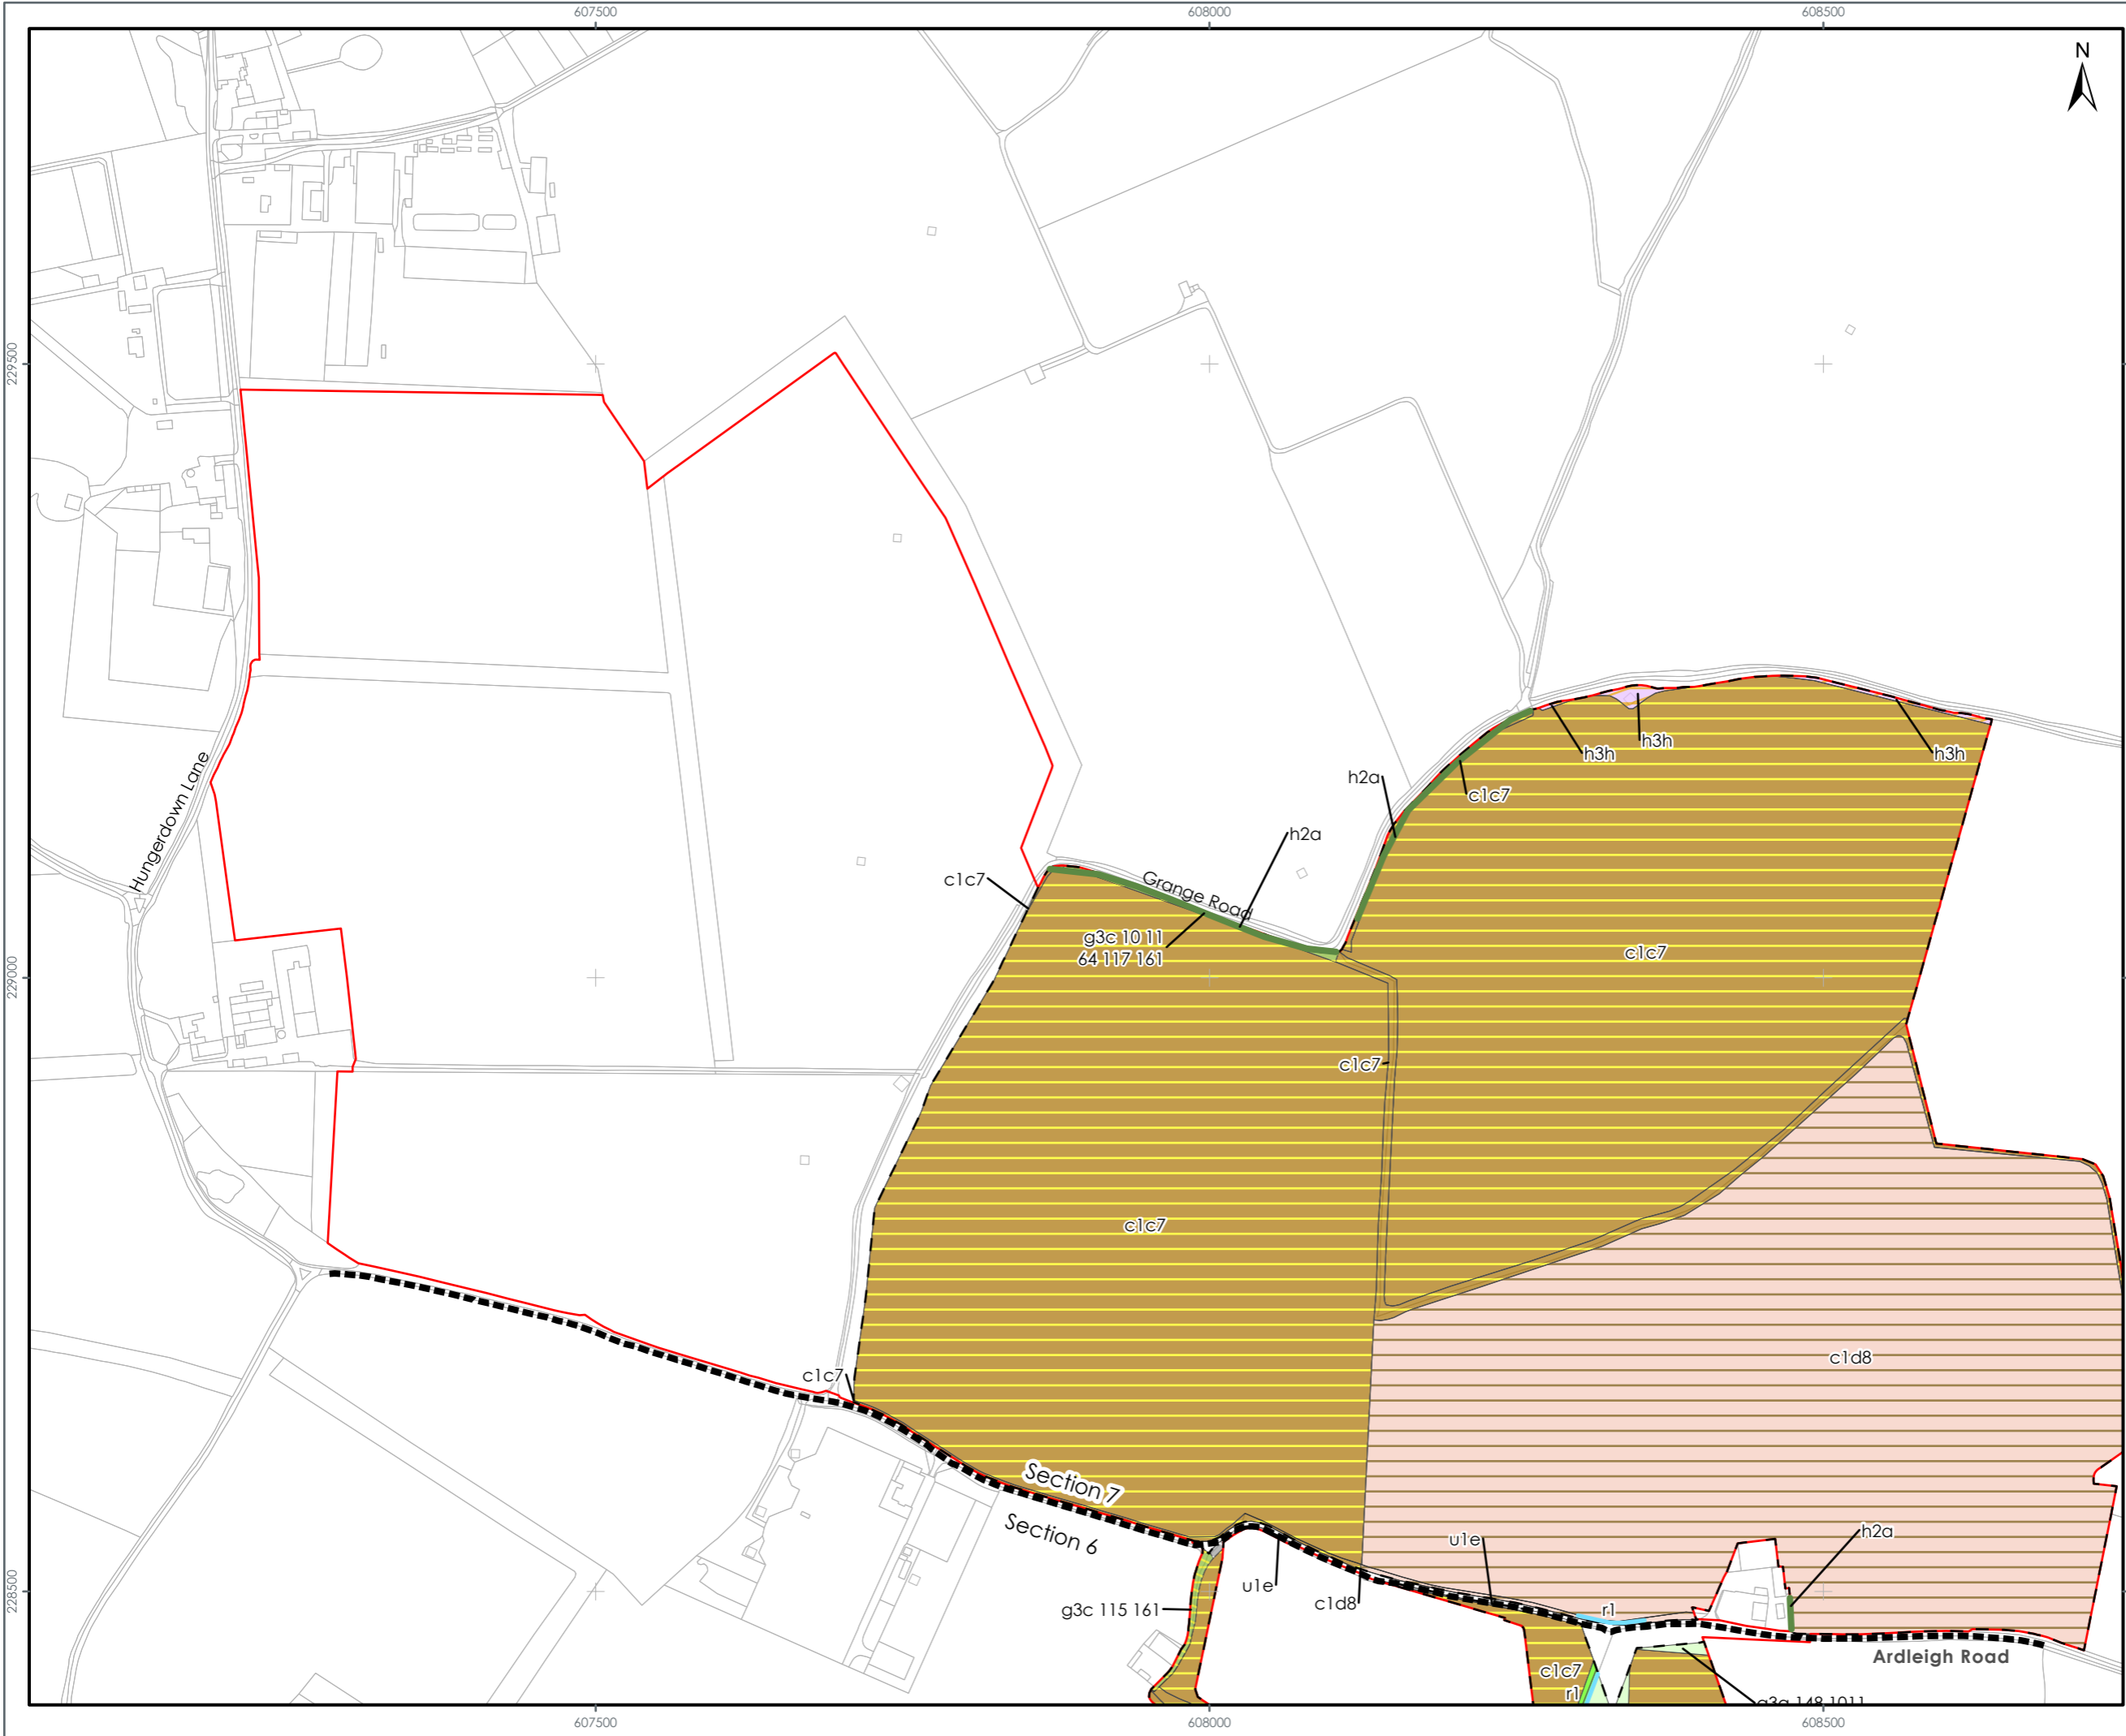 607500
608000
608500
N
229500
h3h
h3h
h3h
Hungerdown Lane
h2a
c1c7
h2a
c1c7
Grange Road
g3c 10 11
64 117 161
c1c7
229000
c1c7
c1c7
c1d8
c1c7
Section 7
Section 6
u1e
h2a
u1e
228500
c1d8
g3c 115 161
r1
Ardleigh Road
c1c7
r1
607500
608000
608500